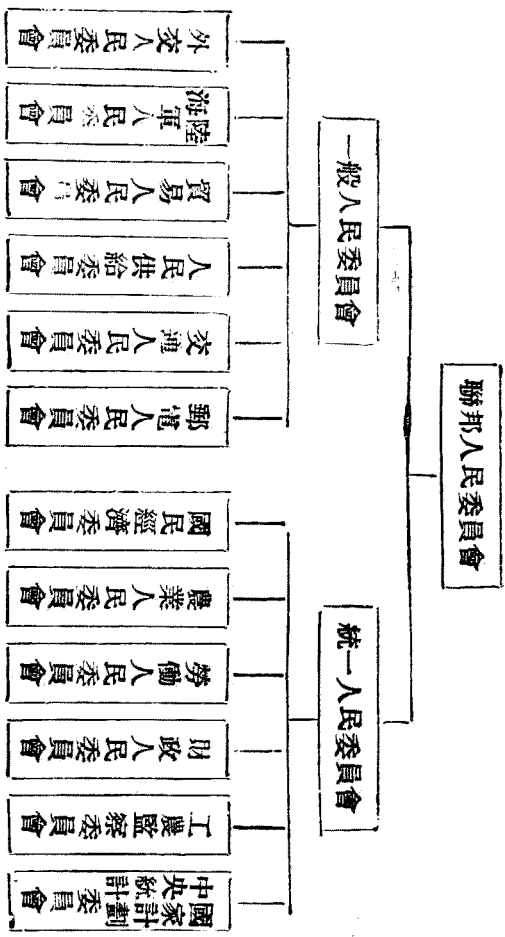 聯邦人民委員會
一般人民委員會
統一人民委員會
外交人民委員會
陸海軍人民委員會
貿易人民委員會
人民供給委員會
交通人民委員會
郵電人民委員會
國民經濟委員會
農業人民委員會
勞働人民委員會
財政人民委員會
工農監察委員會
國家計劃中央統計委員會